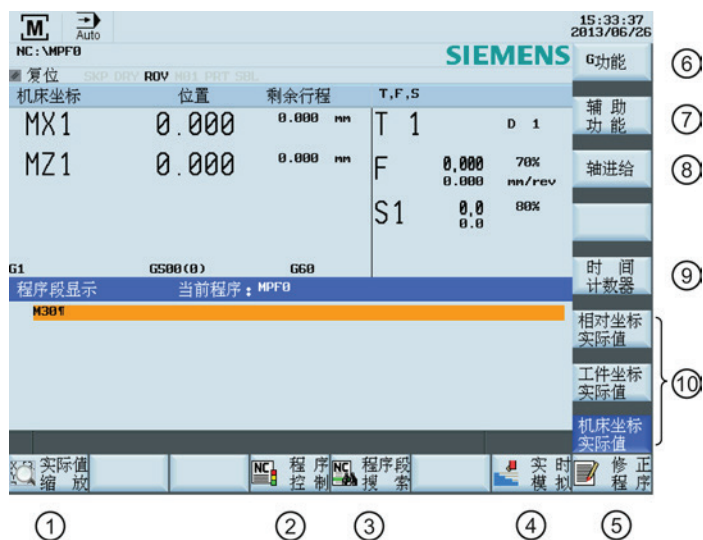 M
Auto
15:33:37
2013/06/26
NC:\MPF0
SIEMENS
复位 SKP DRY ROV M01 PRT SBL
机床坐标 位置 剩余行程 T,F,S
MX1 0.000 0.000 mm
MZ1 0.000 0.000 mm
T 1 D 1
F 0,000 70%
0.000 mm/rev
S1 0.0 80%
0.0
G1 G500(0) G60
程序段显示 当前程序：MPF0
M30¶
G功能
⑥
辅 助
功 能
⑦
轴进给
⑧
时 间
计数器
⑨
相对坐标
实际值
工件坐标
实际值
⑩
机床坐标
实际值
实际值
缩 放
NC 程 序
控 制
NC 程序段
搜 索
实 时
模 拟
修 正
程 序
① ② ③ ④ ⑤